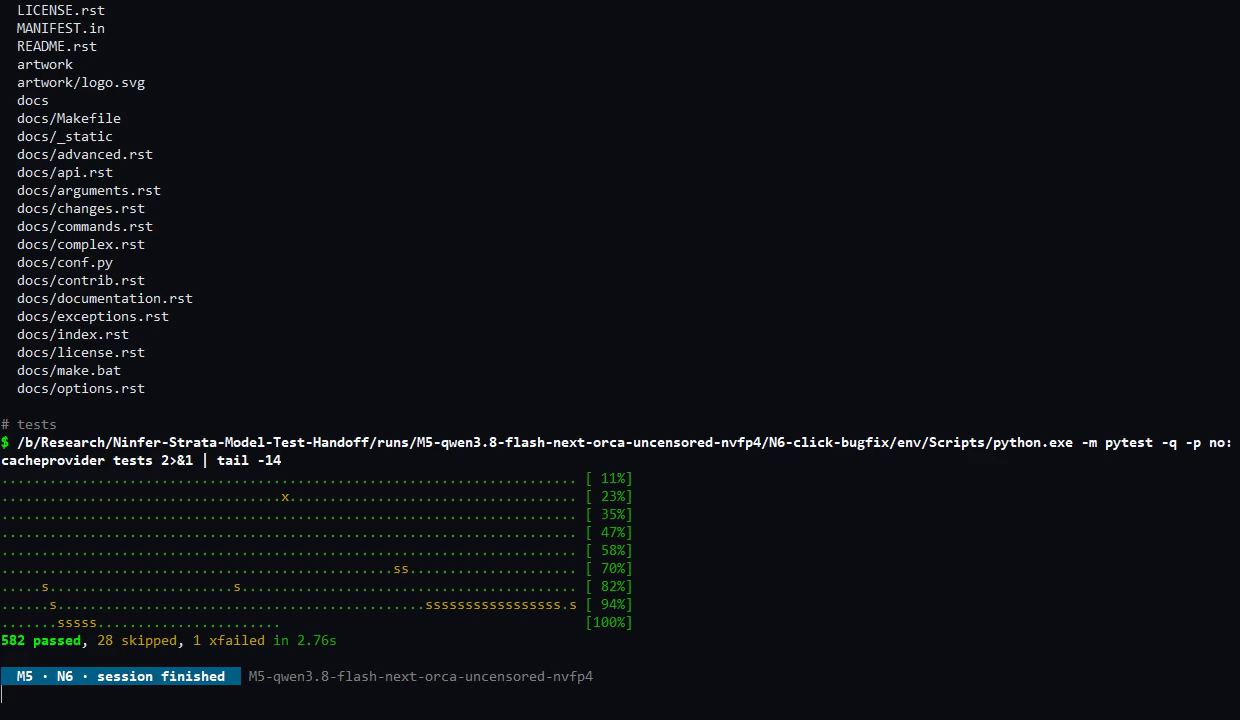 LICENSE.rst
MANIFEST.in
README.rst
artwork
artwork/logo.svg
docs
docs/Makefile
docs/_static
docs/advanced.rst
docs/api.rst
docs/arguments.rst
docs/changes.rst
docs/commands.rst
docs/complex.rst
docs/conf.py
docs/contrib.rst
docs/documentation.rst
docs/exceptions.rst
docs/index.rst
docs/license.rst
docs/make.bat
docs/options.rst
# tests
$ /b/Research/Ninfer-Strata-Model-Test-Handoff/runs/M5-qwen3.8-flash-next-orca-uncensored-nvfp4/N6-click-bugfix/env/Scripts/python.exe -m pytest -q -p no:
cacheprovider tests 2>&1 | tail -14
........................................................................ [ 11%]
...................................x.................................... [ 23%]
........................................................................ [ 35%]
........................................................................ [ 47%]
........................................................................ [ 58%]
.................................................ss..................... [ 70%]
.....s.......................s.......................................... [ 82%]
......s..............................................sssssssssssssssss.s [ 94%]
.......sssss....................... [100%]
582 passed, 28 skipped, 1 xfailed in 2.76s
M5 · N6 · session finished M5-qwen3.8-flash-next-orca-uncensored-nvfp4